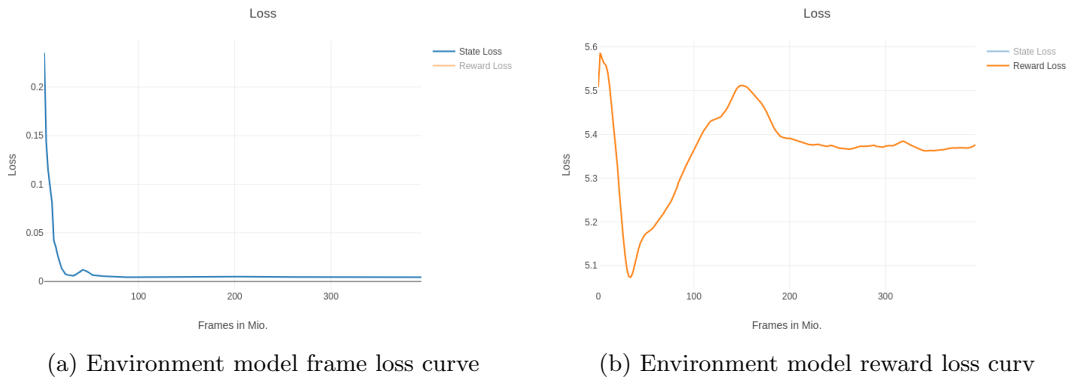 Loss
State Loss
Reward Loss
0.2
0.15
0.1
0.05
0
Loss
100
200
300
Frames in Mio.
(a) Environment model frame loss curve
Loss
State Loss
Reward Loss
5.6
5.5
5.4
5.3
5.2
5.1
Loss
0
100
200
300
Frames in Mio.
(b) Environment model reward loss curv